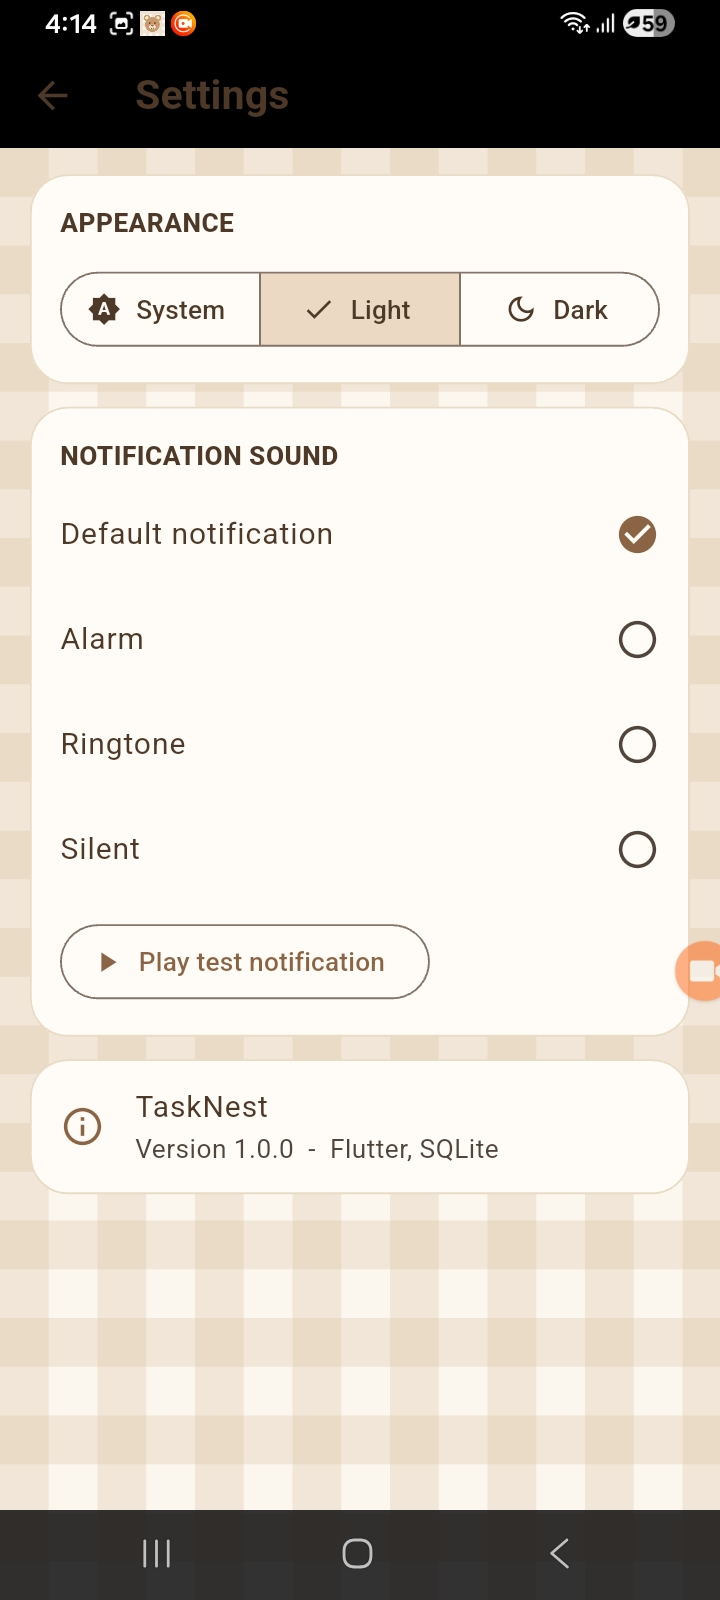 4:14
59
Settings
APPEARANCE
A System Light Dark
NOTIFICATION SOUND
Default notification
Alarm
Ringtone
Silent
Play test notification
TaskNest
Version 1.0.0 - Flutter, SQLite